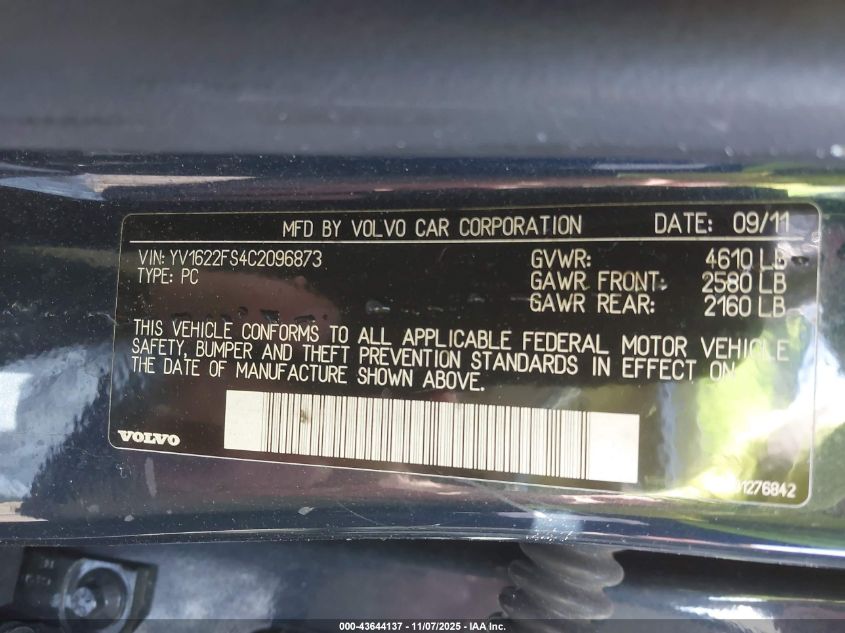 MFD BY VOLVO CAR CORPORATION DATE: 09/11
VIN: YV1622FS4C2096873 GVWR: 4610 LB
TYPE: PC GAWR FRONT: 2580 LB
GAWR REAR: 2160 LB
THIS VEHICLE CONFORMS TO ALL APPLICABLE FEDERAL MOTOR VEHICLE
SAFETY, BUMPER AND THEFT PREVENTION STANDARDS IN EFFECT ON
THE DATE OF MANUFACTURE SHOWN ABOVE.
VOLVO
1276842
000-43644137 - 11/07/2025 - IAA Inc.